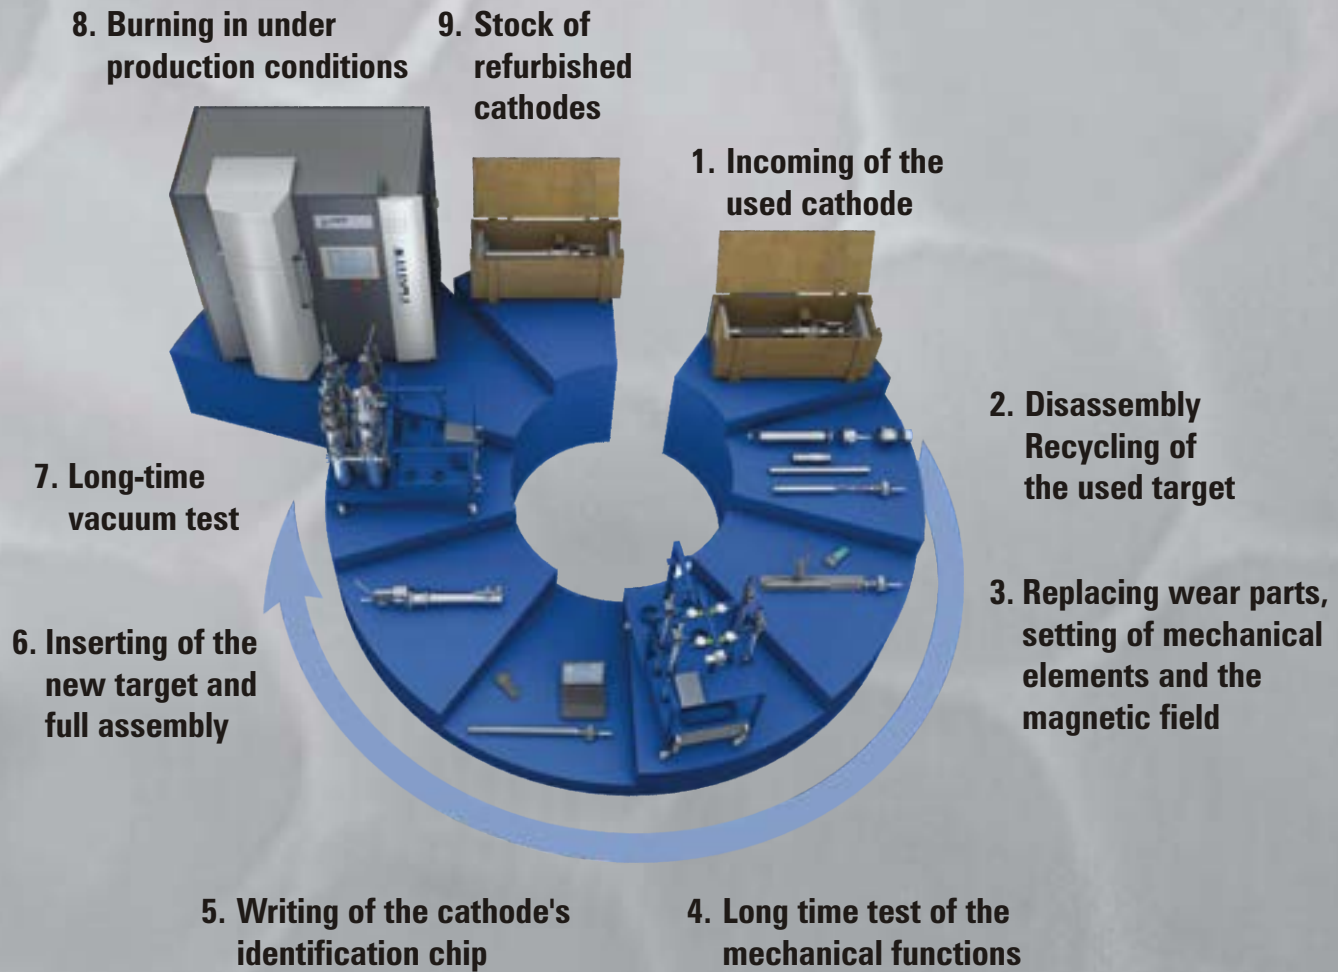 8. Burning in under
production conditions
9. Stock of
refurbished
cathodes
1. Incoming of the
used cathode
2. Disassembly
Recycling of
the used target
3. Replacing wear parts,
setting of mechanical
elements and the
magnetic field
4. Long time test of the
mechanical functions
5. Writing of the cathode's
identification chip
6. Inserting of the
new target and
full assembly
7. Long-time
vacuum test